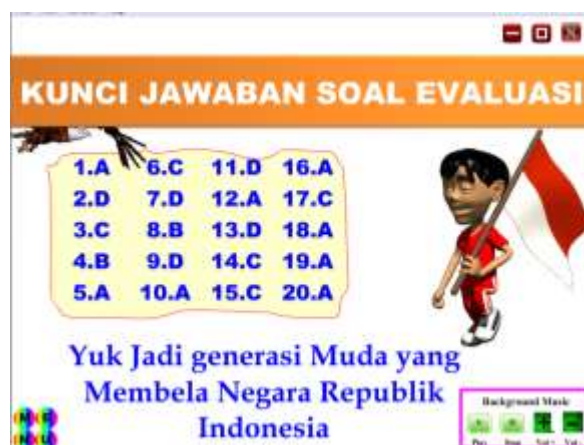 KUNCI JAWABAN SOAL EVALUASI
1.A 6.C 11.D 16.A
2.D 7.D 12.A 17.C
3.C 8.B 13.D 18.A
4.B 9.D 14.C 19.A
5.A 10.A 15.C 20.A
Yuk Jadi generasi Muda yang
Membela Negara Republik
Indonesia
Background Music